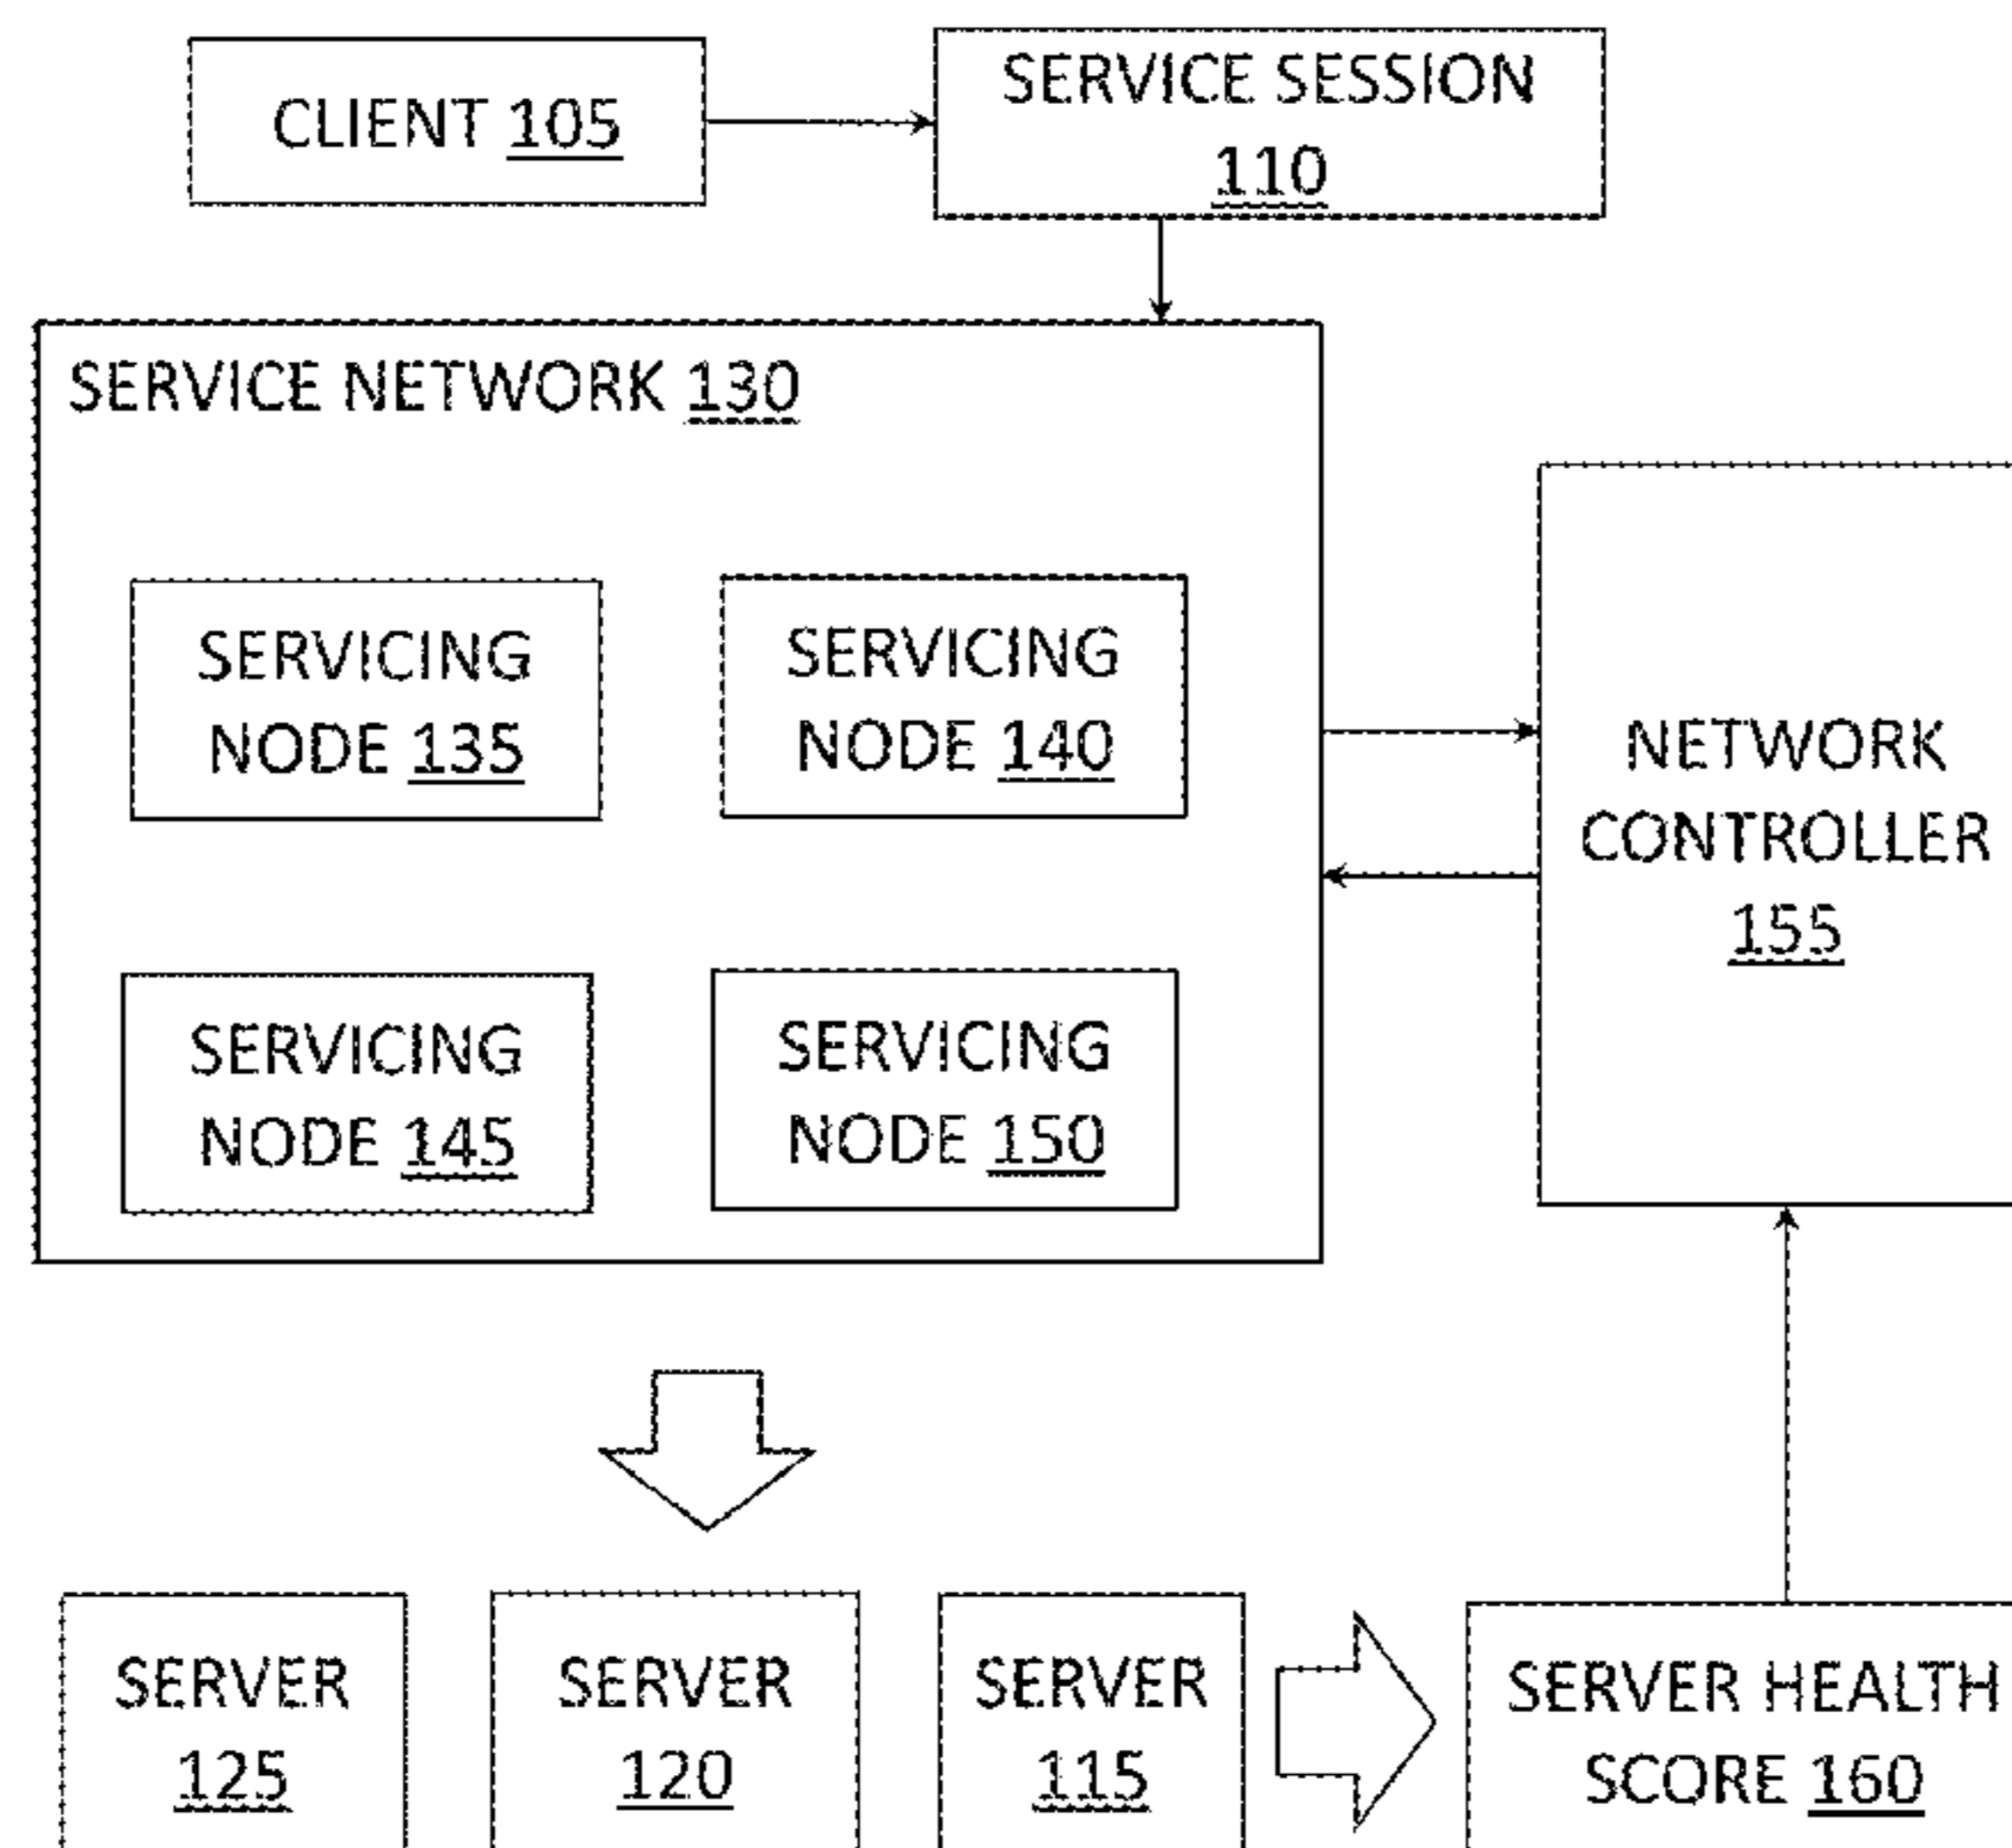 CLIENT 105
SERVICE SESSION
110
SERVICE NETWORK 130
SERVICING
NODE 135
SERVICING
NODE 140
NETWORK
CONTROLLER
155
SERVICING
NODE 145
SERVICING
NODE 150
SERVER
125
SERVER
120
SERVER
115
SERVER HEALTH
SCORE 160